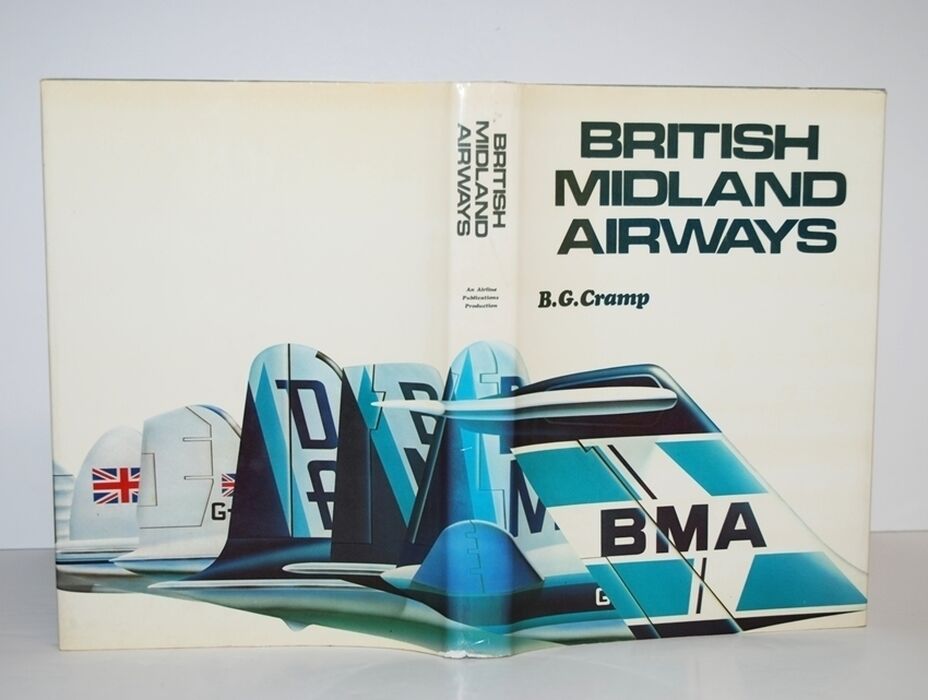 BRITISH
MIDLAND
AIRWAYS
An Airline
Publications
Production
BRITISH
MIDLAND
AIRWAYS
B.G.Cramp
G-
D
B
B
M
BMA
G